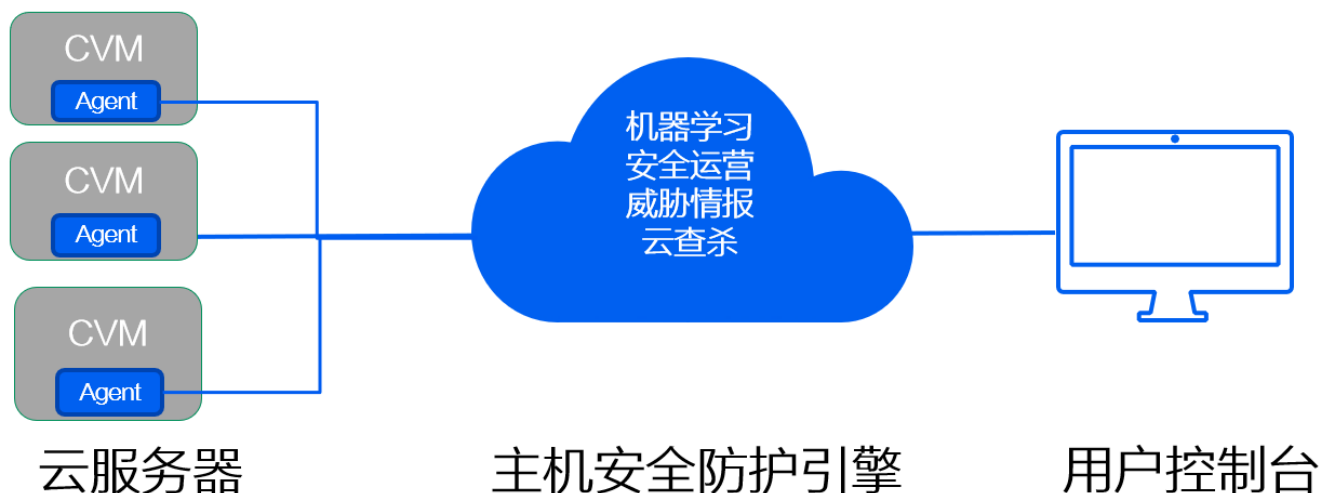 CVM
Agent
CVM
Agent
CVM
Agent
云服务器
机器学习
安全运营
威胁情报
云查杀
主机安全防护引擎
用户控制台